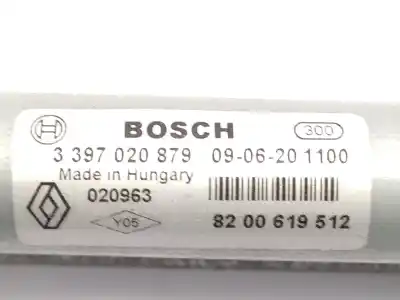 BOSCH 300
3 397 020 879 09-06-20 1100
Made in Hungary
020963
Y05 82 00 619 512